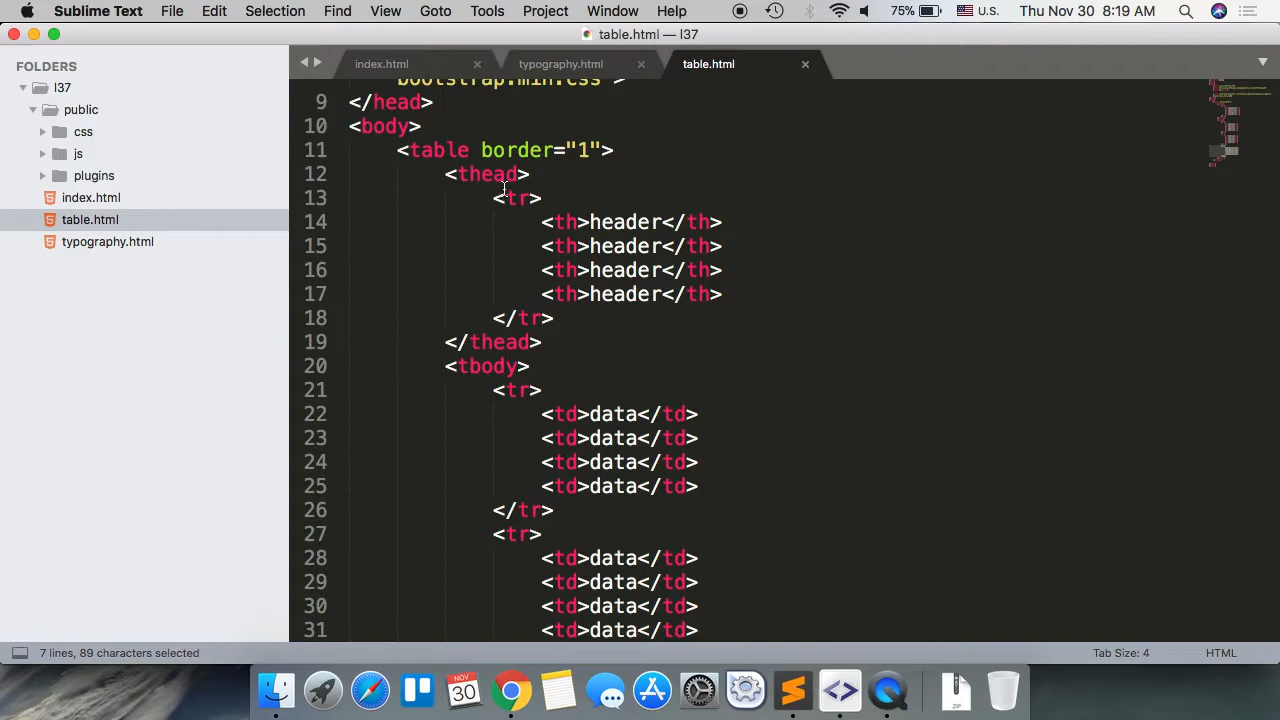 Sublime Text File Edit Selection Find View Goto Tools Project Window Help 75% U.S. Thu Nov 30 8:19 AM
table.html — l37
FOLDERS
l37
public
css
js
plugins
index.html
table.html
typography.html
index.html × typography.html × table.html ×
bootstrap.min.css">
9 </head>
10 <body>
11 <table border="1">
12 <thead>
13 <tr>
14 <th>header</th>
15 <th>header</th>
16 <th>header</th>
17 <th>header</th>
18 </tr>
19 </thead>
20 <tbody>
21 <tr>
22 <td>data</td>
23 <td>data</td>
24 <td>data</td>
25 <td>data</td>
26 </tr>
27 <tr>
28 <td>data</td>
29 <td>data</td>
30 <td>data</td>
31 <td>data</td>
7 lines, 89 characters selected Tab Size: 4 HTML
NOV
30
ZIP